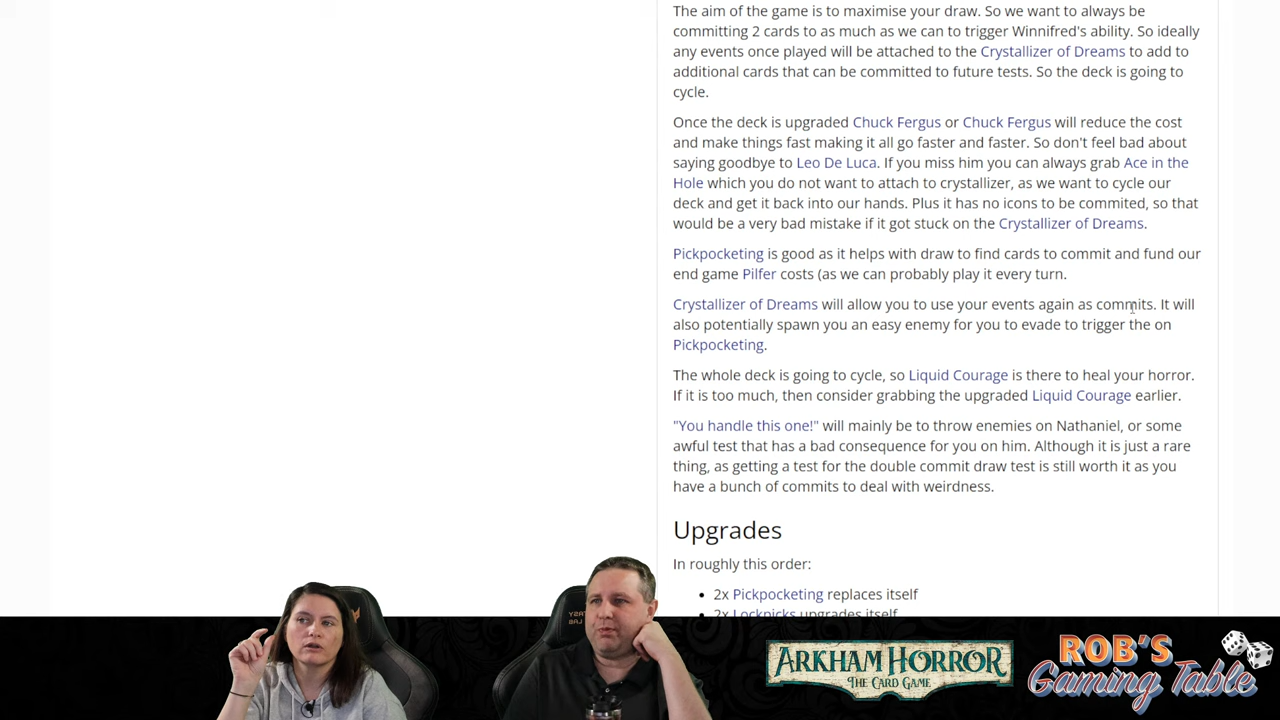 The aim of the game is to maximise your draw. So we want to always be
committing 2 cards to as much as we can to trigger Winnifred's ability. So ideally
any events once played will be attached to the Crystallizer of Dreams to add to
additional cards that can be committed to future tests. So the deck is going to
cycle.
Once the deck is upgraded Chuck Fergus or Chuck Fergus will reduce the cost
and make things fast making it all go faster and faster. So don't feel bad about
saying goodbye to Leo De Luca. If you miss him you can always grab Ace in the
Hole which you do not want to attach to crystallizer, as we want to cycle our
deck and get it back into our hands. Plus it has no icons to be commited, so that
would be a very bad mistake if it got stuck on the Crystallizer of Dreams.
Pickpocketing is good as it helps with draw to find cards to commit and fund our
end game Pilfer costs (as we can probably play it every turn.
Crystallizer of Dreams will allow you to use your events again as commits. It will
also potentially spawn you an easy enemy for you to evade to trigger the on
Pickpocketing.
The whole deck is going to cycle, so Liquid Courage is there to heal your horror.
If it is too much, then consider grabbing the upgraded Liquid Courage earlier.
"You handle this one!" will mainly be to throw enemies on Nathaniel, or some
awful test that has a bad consequence for you on him. Although it is just a rare
thing, as getting a test for the double commit draw test is still worth it as you
have a bunch of commits to deal with weirdness.
Upgrades
In roughly this order:
• 2x Pickpocketing replaces itself
• 2x Lockpicks upgrades itself
ARKHAM HORROR
THE CARD GAME
ROB'S
Gaming Table